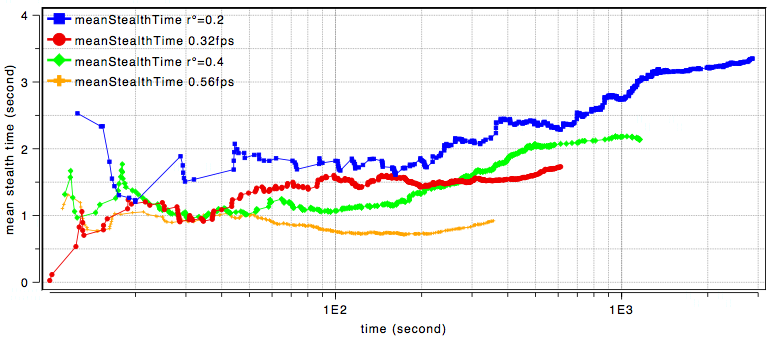 mean stealth time (second)
4
3
2
1
0
meanStealthTime r°=0.2
meanStealthTime 0.32fps
meanStealthTime r°=0.4
meanStealthTime 0.56fps
1E2
1E3
time (second)